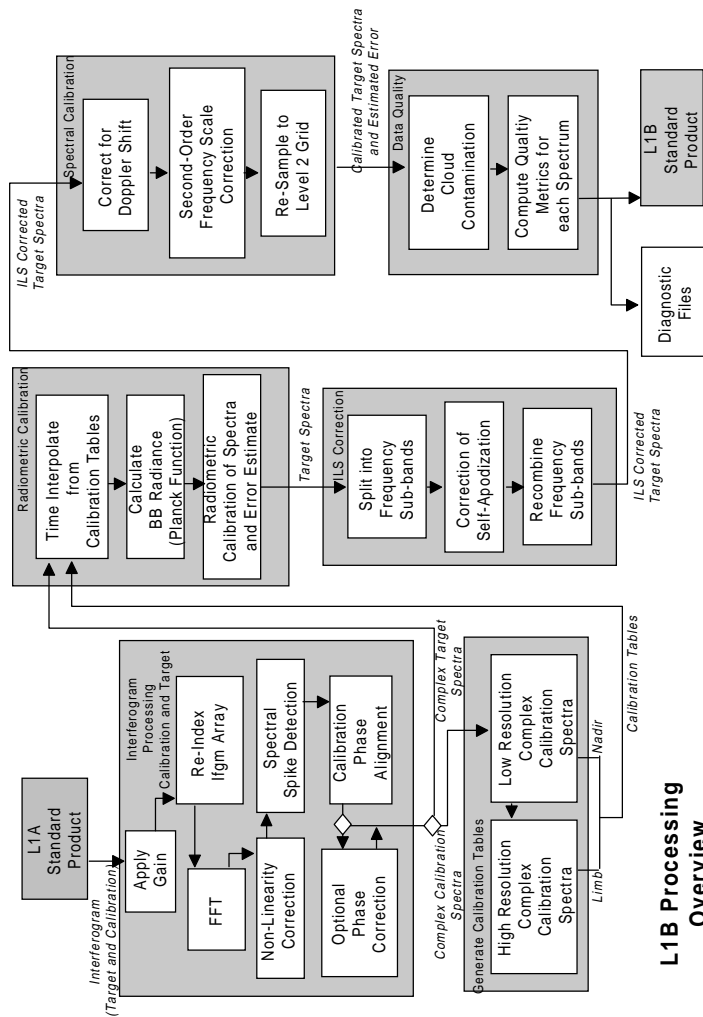 L1A
Standard
Product
Interferogram
(Target and Calibration)
Interferogram
Processing
Calibration and Target
Apply
Gain
Re-Index
Ifgm Array
FFT
Non-Linearity
Correction
Spectral
Spike Detection
Calibration
Phase
Alignment
Optional
Phase
Correction
Complex Calibration
Spectra
Complex Target
Spectra
Generate Calibration Tables
Low Resolution
Complex
Calibration
Spectra
High Resolution
Complex
Calibration
Spectra
Nadir
Limb
Calibration Tables
Radiometric Calibration
Time Interpolate
from
Calibration Tables
Calculate
BB Radiance
(Planck Function)
Radiometric
Calibration of Spectra
and Error Estimate
Target Spectra
ILS Correction
Split into
Frequency
Sub-bands
Correction of
Self-Apodization
Recombine
Frequency
Sub-bands
ILS Corrected
Target Spectra
ILS Corrected
Target Spectra
Spectral Calibration
Correct for
Doppler Shift
Second-Order
Frequency Scale
Correction
Re-Sample to
Level 2 Grid
Calibrated Target Spectra
and Estimated Error
Data Quality
Determine
Cloud
Contamination
Compute Qualtiy
Metrics for
each Spectrum
Diagnostic
Files
L1B
Standard
Product
L1B Processing
Overview